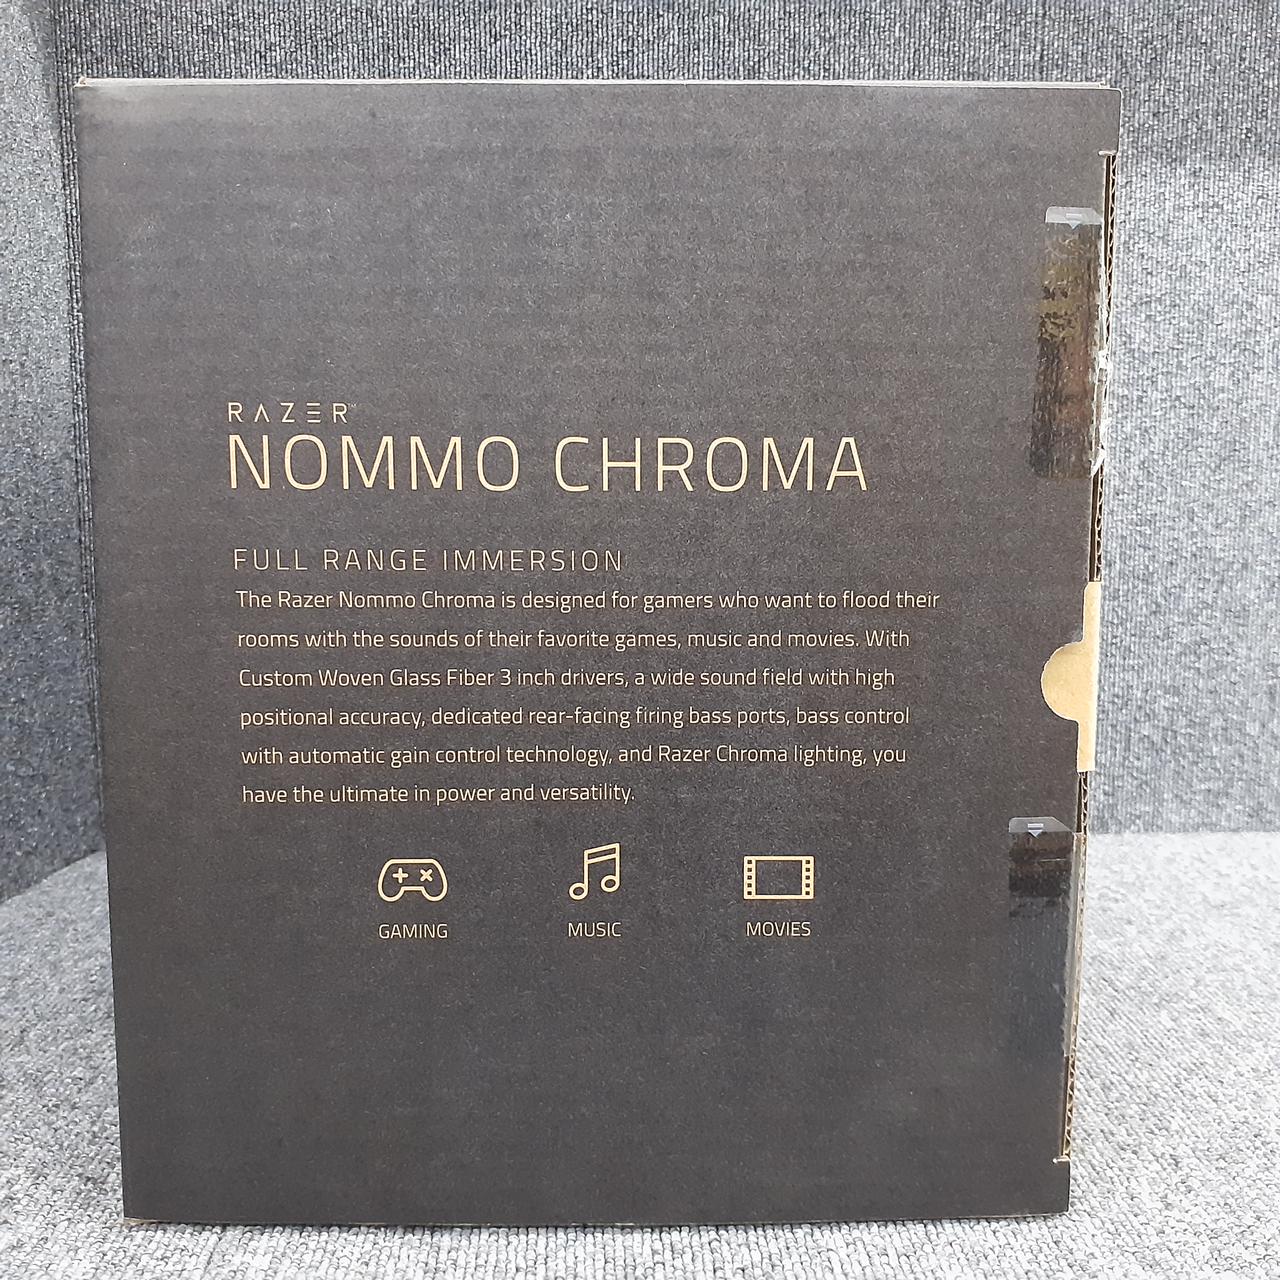 RAZER™
NOMMO CHROMA
FULL RANGE IMMERSION
The Razer Nommo Chroma is designed for gamers who want to flood their
rooms with the sounds of their favorite games, music and movies. With
Custom Woven Glass Fiber 3 inch drivers, a wide sound field with high
positional accuracy, dedicated rear-facing firing bass ports, bass control
with automatic gain control technology, and Razer Chroma lighting, you
have the ultimate in power and versatility.
GAMING MUSIC MOVIES